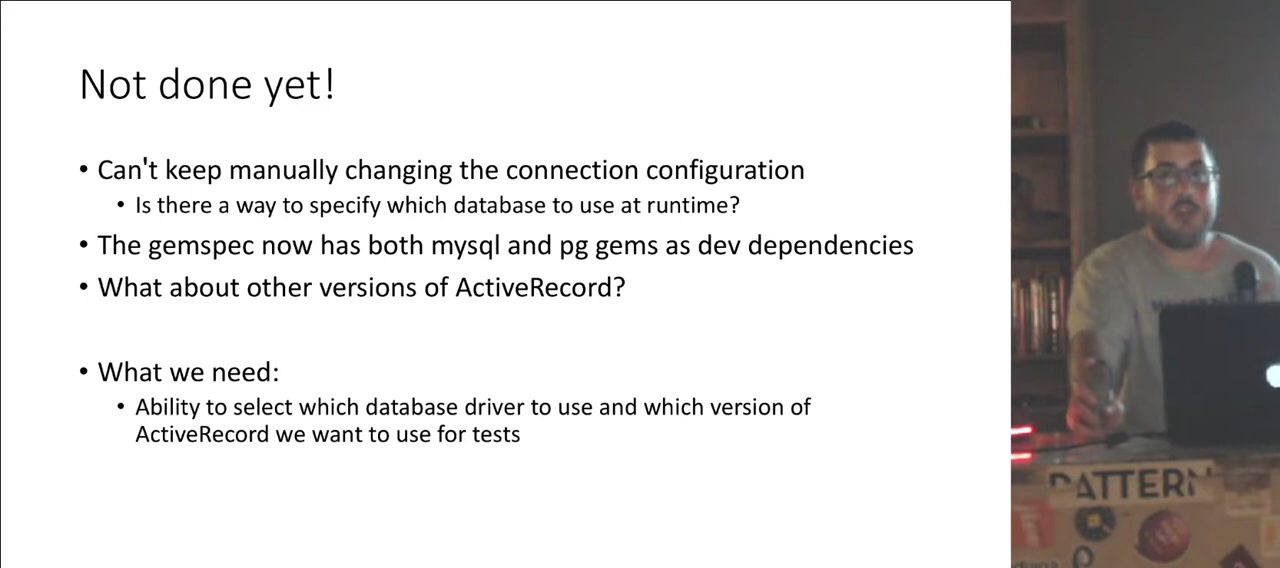 Not done yet!
• Can't keep manually changing the connection configuration
• Is there a way to specify which database to use at runtime?
• The gemspec now has both mysql and pg gems as dev dependencies
• What about other versions of ActiveRecord?
• What we need:
• Ability to select which database driver to use and which version of
ActiveRecord we want to use for tests
PATTERN